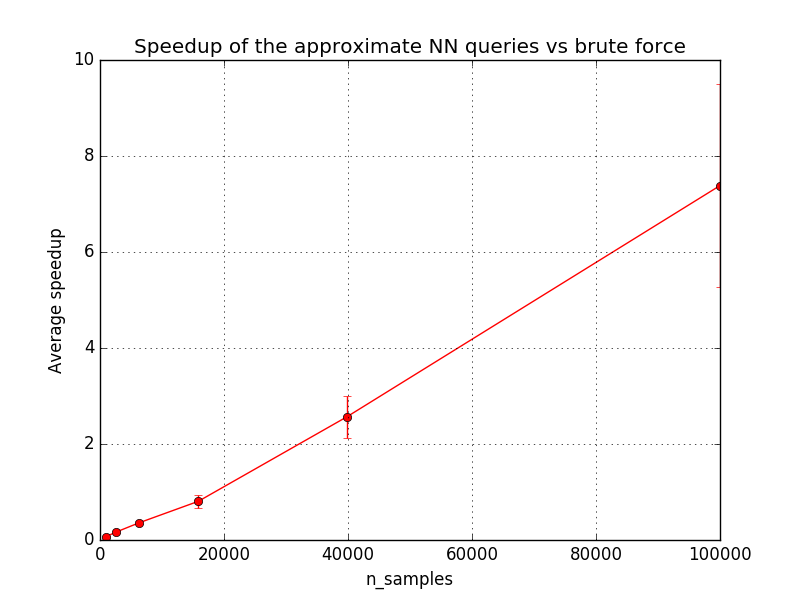 Speedup of the approximate NN queries vs brute force
10
8
6
4
2
0
Average speedup
0 20000 40000 60000 80000 100000
n_samples